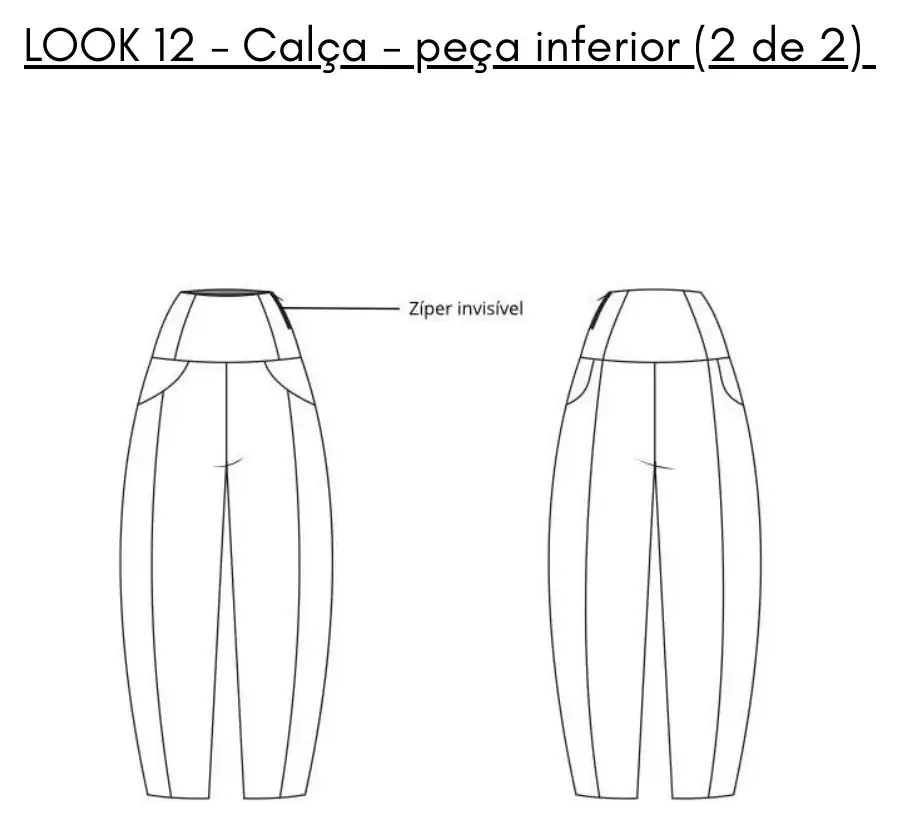 LOOK 12 – Calça – peça inferior (2 de 2)
Zíper invisível